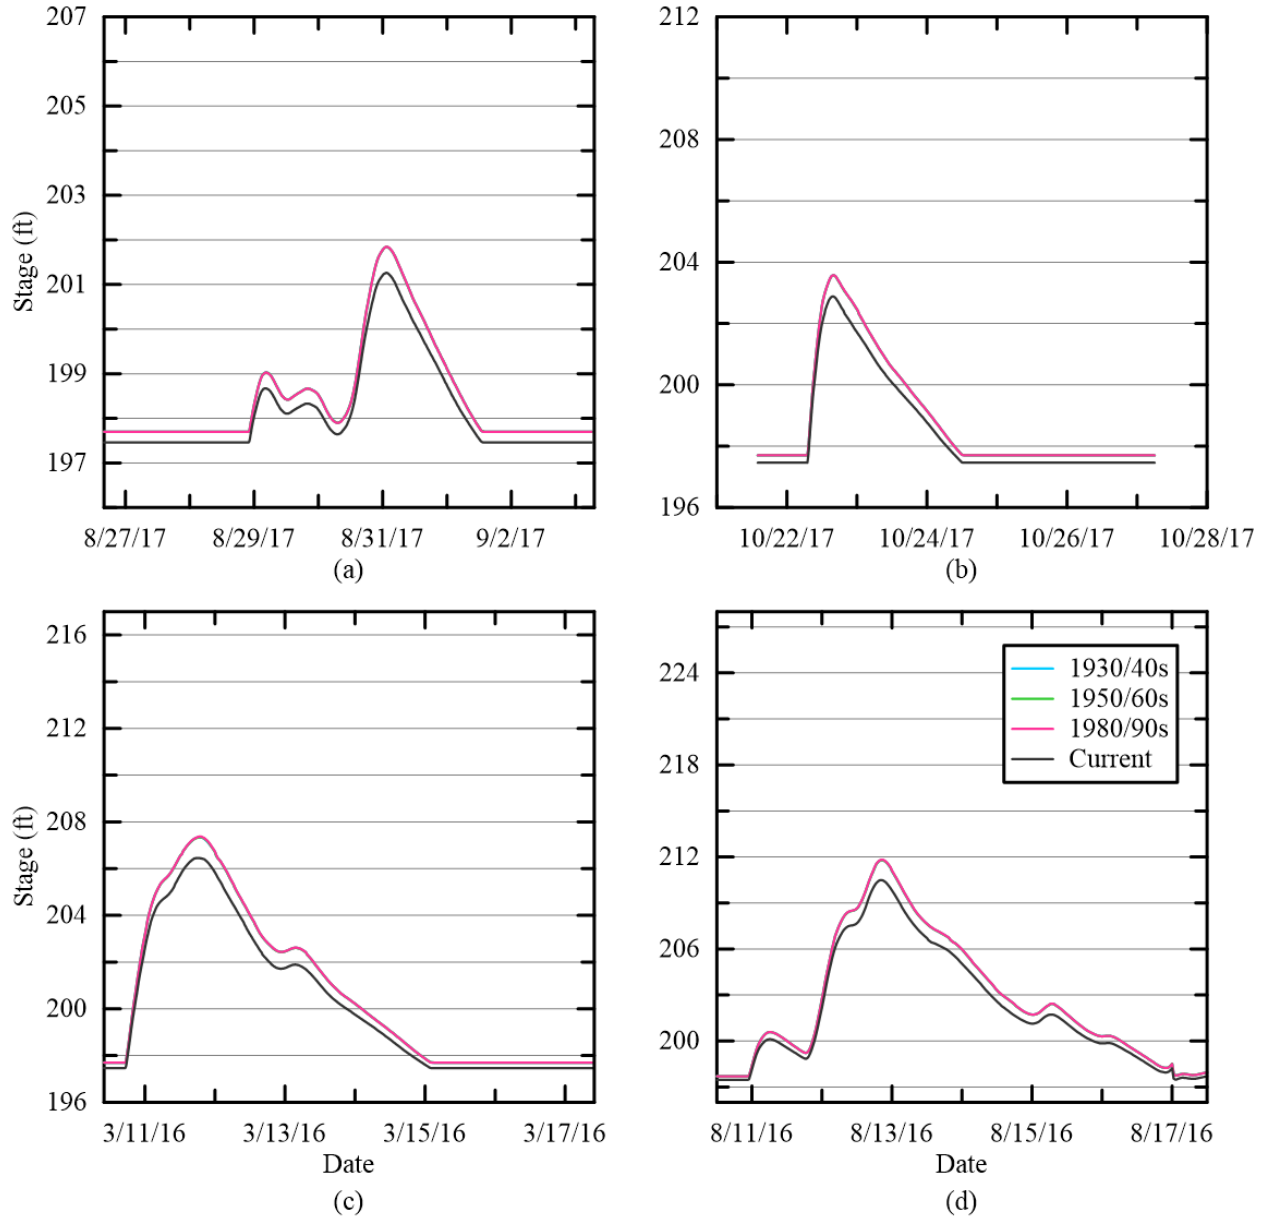 207
205
203
201
199
197
Stage (ft)
8/27/17 8/29/17 8/31/17 9/2/17
(a)
212
208
204
200
196
10/22/17 10/24/17 10/26/17 10/28/17
(b)
216
212
208
204
200
196
Stage (ft)
3/11/16 3/13/16 3/15/16 3/17/16
Date
(c)
224
218
212
206
200
1930/40s
1950/60s
1980/90s
Current
8/11/16 8/13/16 8/15/16 8/17/16
Date
(d)